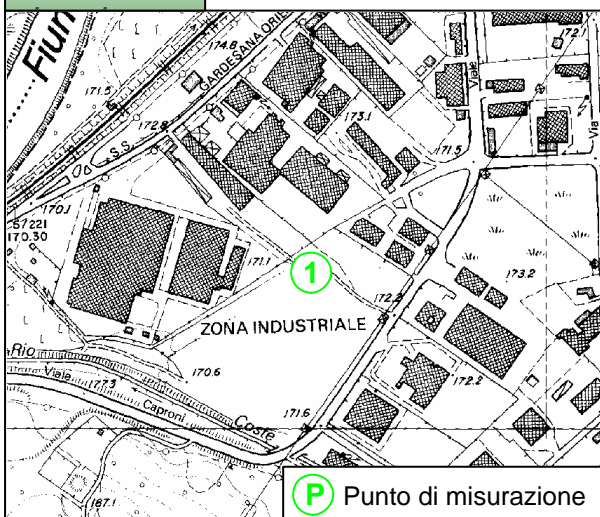 Fium
174.8
GARDESANA ORI
Viale
172.1
171.5
172.8
S.S.
173.1
171.5
Via
170.1
57221
170.30
171.1
1
173.2
172.2
ZONA INDUSTRIALE
Rio
Viale
177.3
Caproni
170.6
Coste
171.6
172.2
187.1
P Punto di misurazione